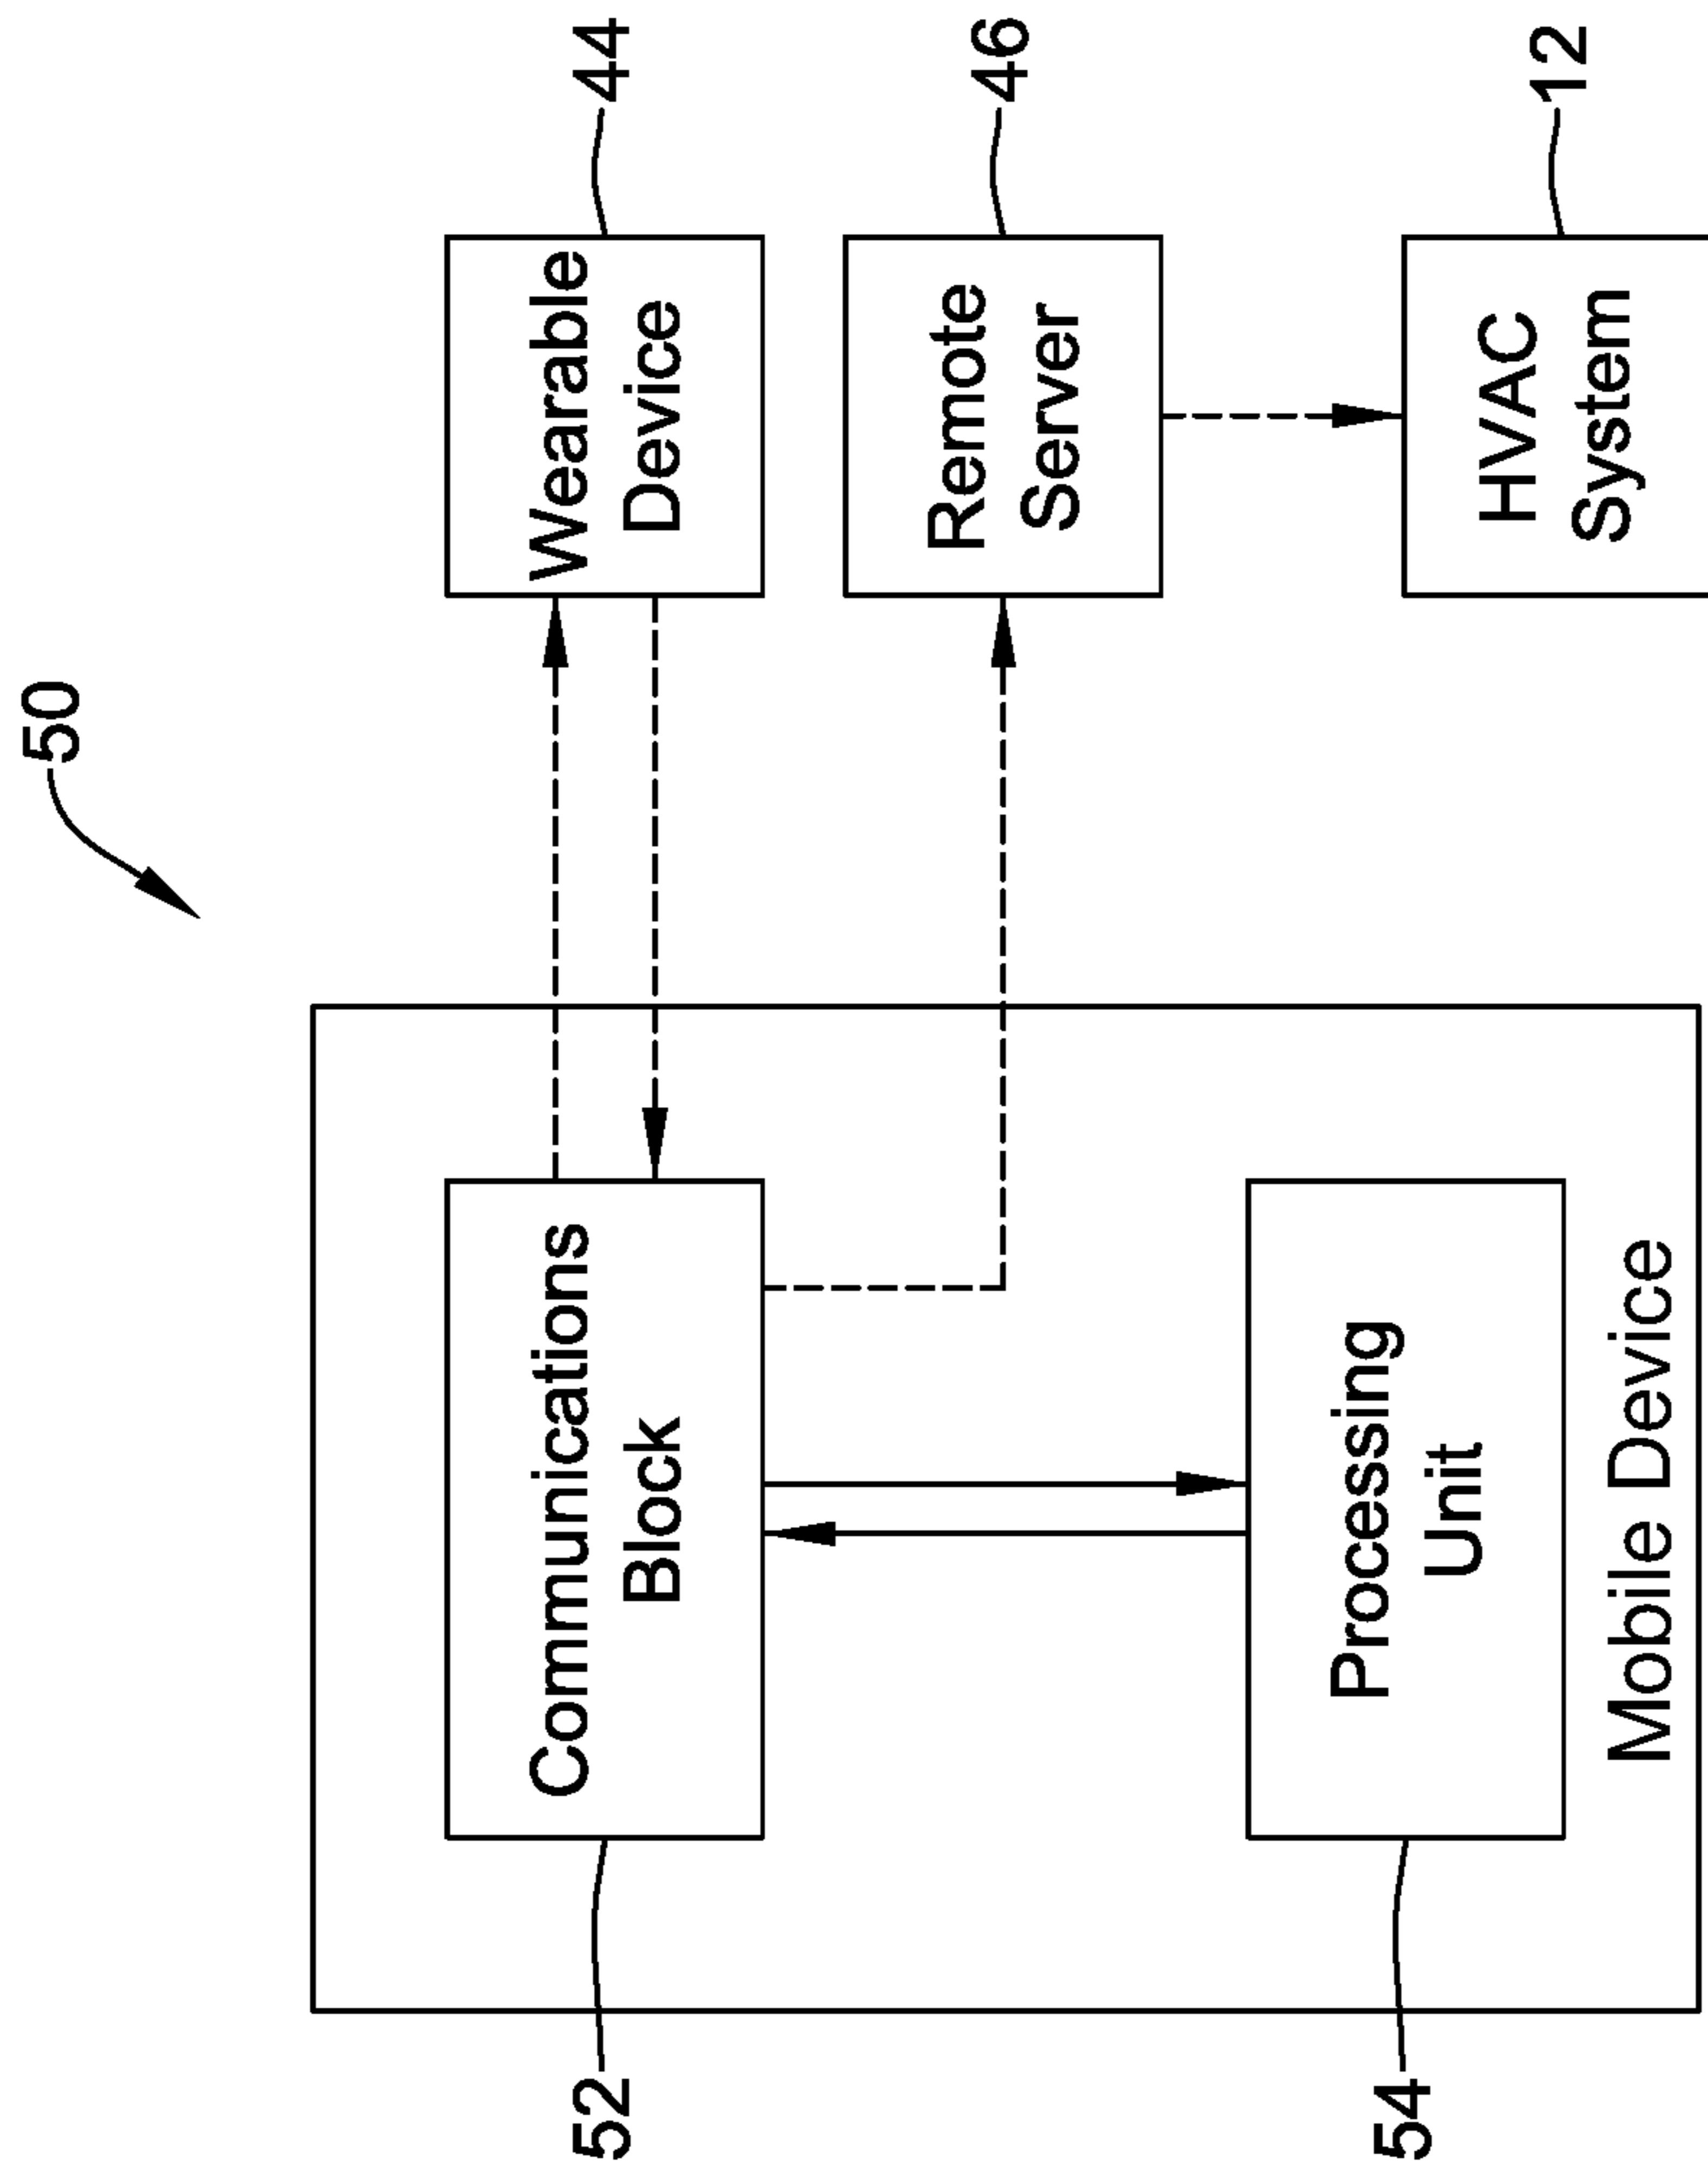 50
52
Communications
Block
Wearable
Device
44
Remote
Server
46
54
Processing
Unit
Mobile Device
HVAC
System
12